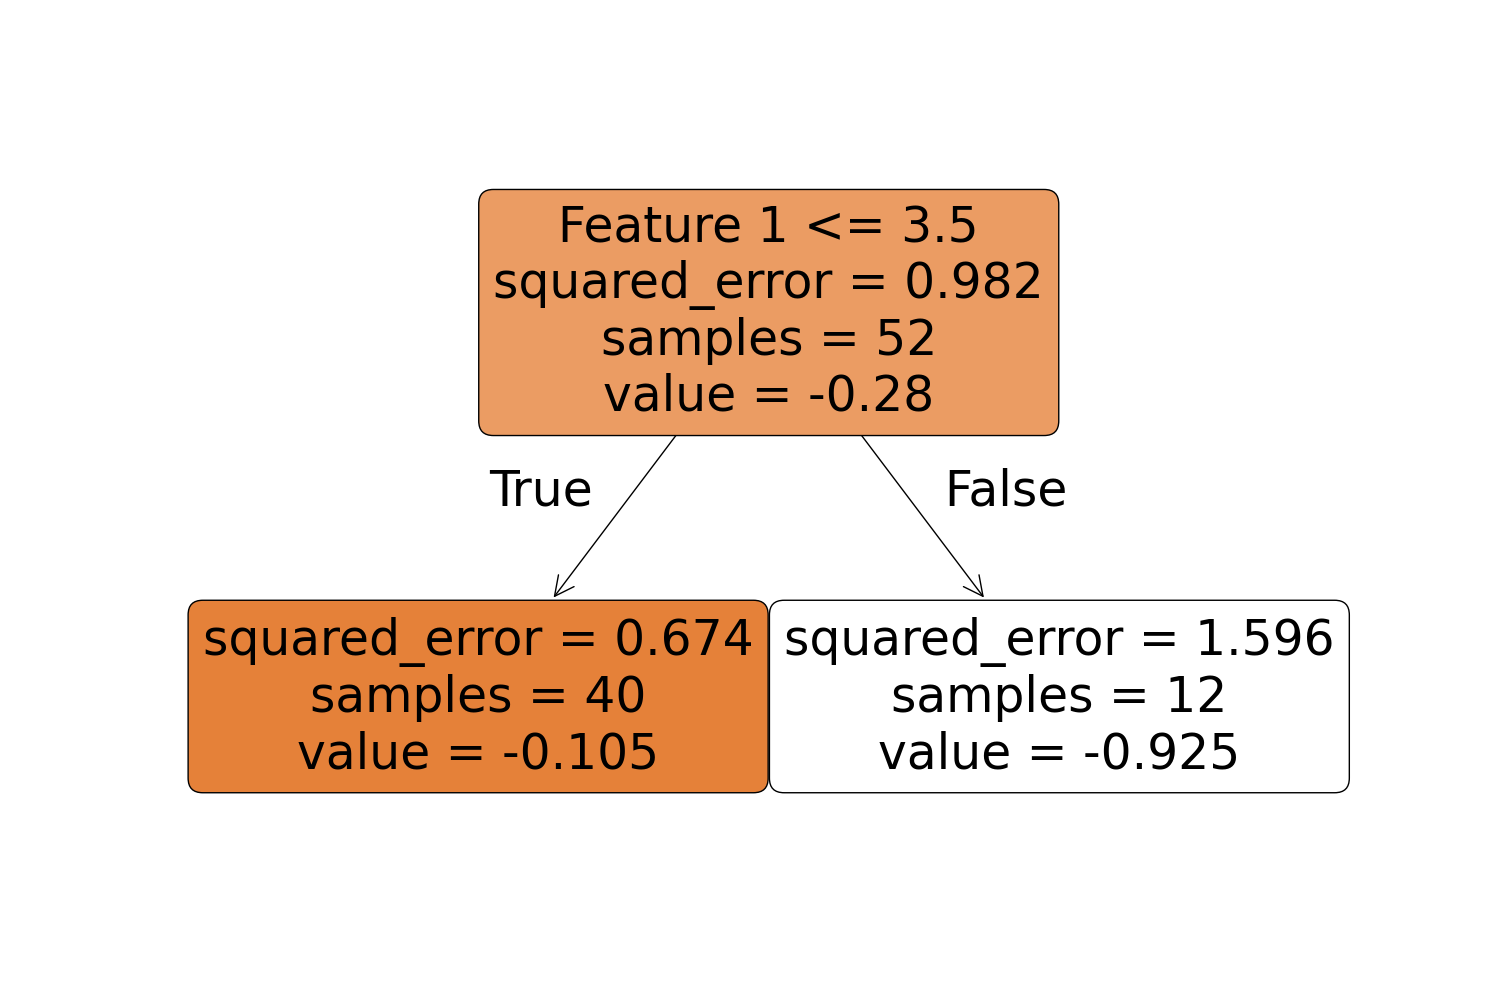 Feature 1 <= 3.5
squared_error = 0.982
samples = 52
value = -0.28
True
False
squared_error = 0.674
samples = 40
value = -0.105
squared_error = 1.596
samples = 12
value = -0.925